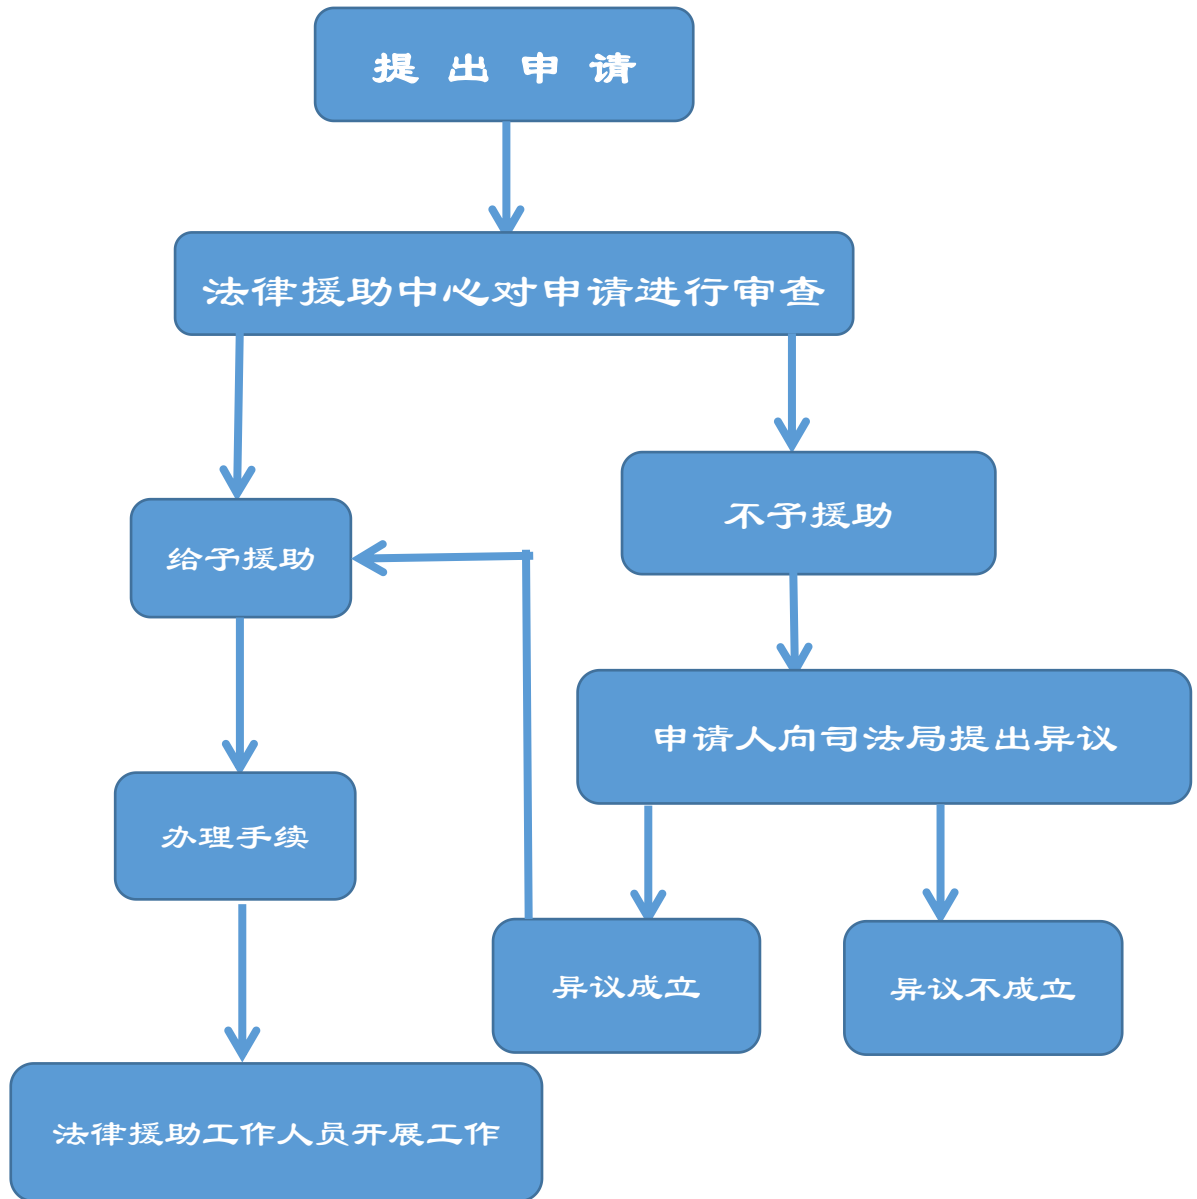 提出申请
法律援助中心对申请进行审查
不予援助
给予援助
申请人向司法局提出异议
办理手续
异议成立
异议不成立
法律援助工作人员开展工作